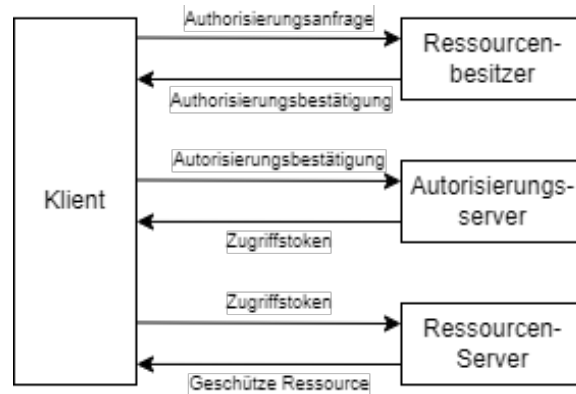 Authorisierungsanfrage
Ressourcen-
besitzer
Authorisierungsbestätigung
Autorisierungsbestätigung
Klient
Autorisierungs-
server
Zugriffstoken
Zugriffstoken
Ressourcen-
Server
Geschütze Ressource